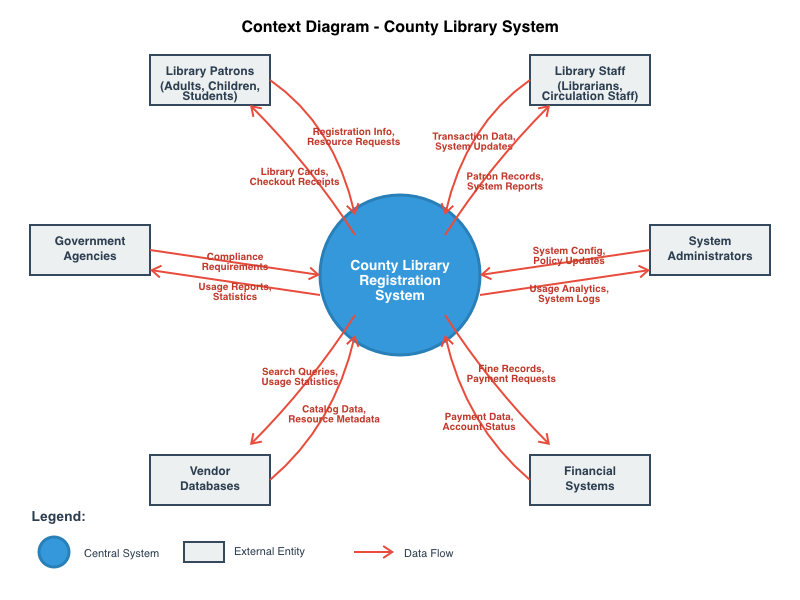 Context Diagram - County Library System
Library Patrons
(Adults, Children,
Students)
Library Staff
(Librarians,
Circulation Staff)
Registration Info,
Resource Requests
Transaction Data,
System Updates
Library Cards,
Checkout Receipts
Patron Records,
System Reports
Government
Agencies
System
Administrators
Compliance
Requirements
System Config,
Policy Updates
County Library
Registration
System
Usage Reports,
Statistics
Usage Analytics,
System Logs
Search Queries,
Usage Statistics
Fine Records,
Payment Requests
Catalog Data,
Resource Metadata
Payment Data,
Account Status
Vendor
Databases
Financial
Systems
Legend:
Central System
External Entity
Data Flow